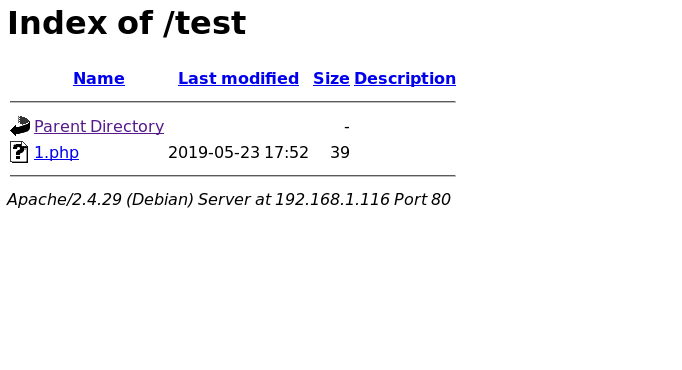 Index of /test
Name Last modified Size Description
Parent Directory -
1.php 2019-05-23 17:52 39
Apache/2.4.29 (Debian) Server at 192.168.1.116 Port 80